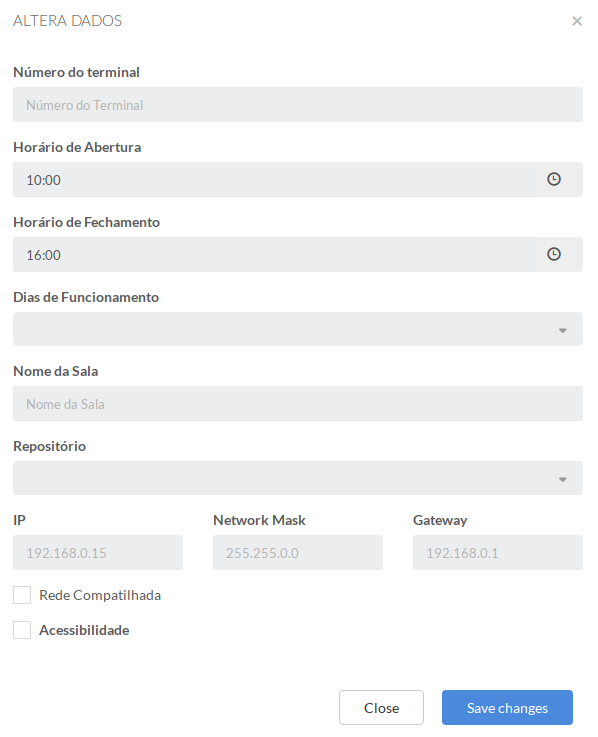 ALTERA DADOS ×
Número do terminal
Número do Terminal
Horário de Abertura
10:00
Horário de Fechamento
16:00
Dias de Funcionamento
Nome da Sala
Nome da Sala
Repositório
IP Network Mask Gateway
192.168.0.15 255.255.0.0 192.168.0.1
Rede Compatilhada
Acessibilidade
Close Save changes